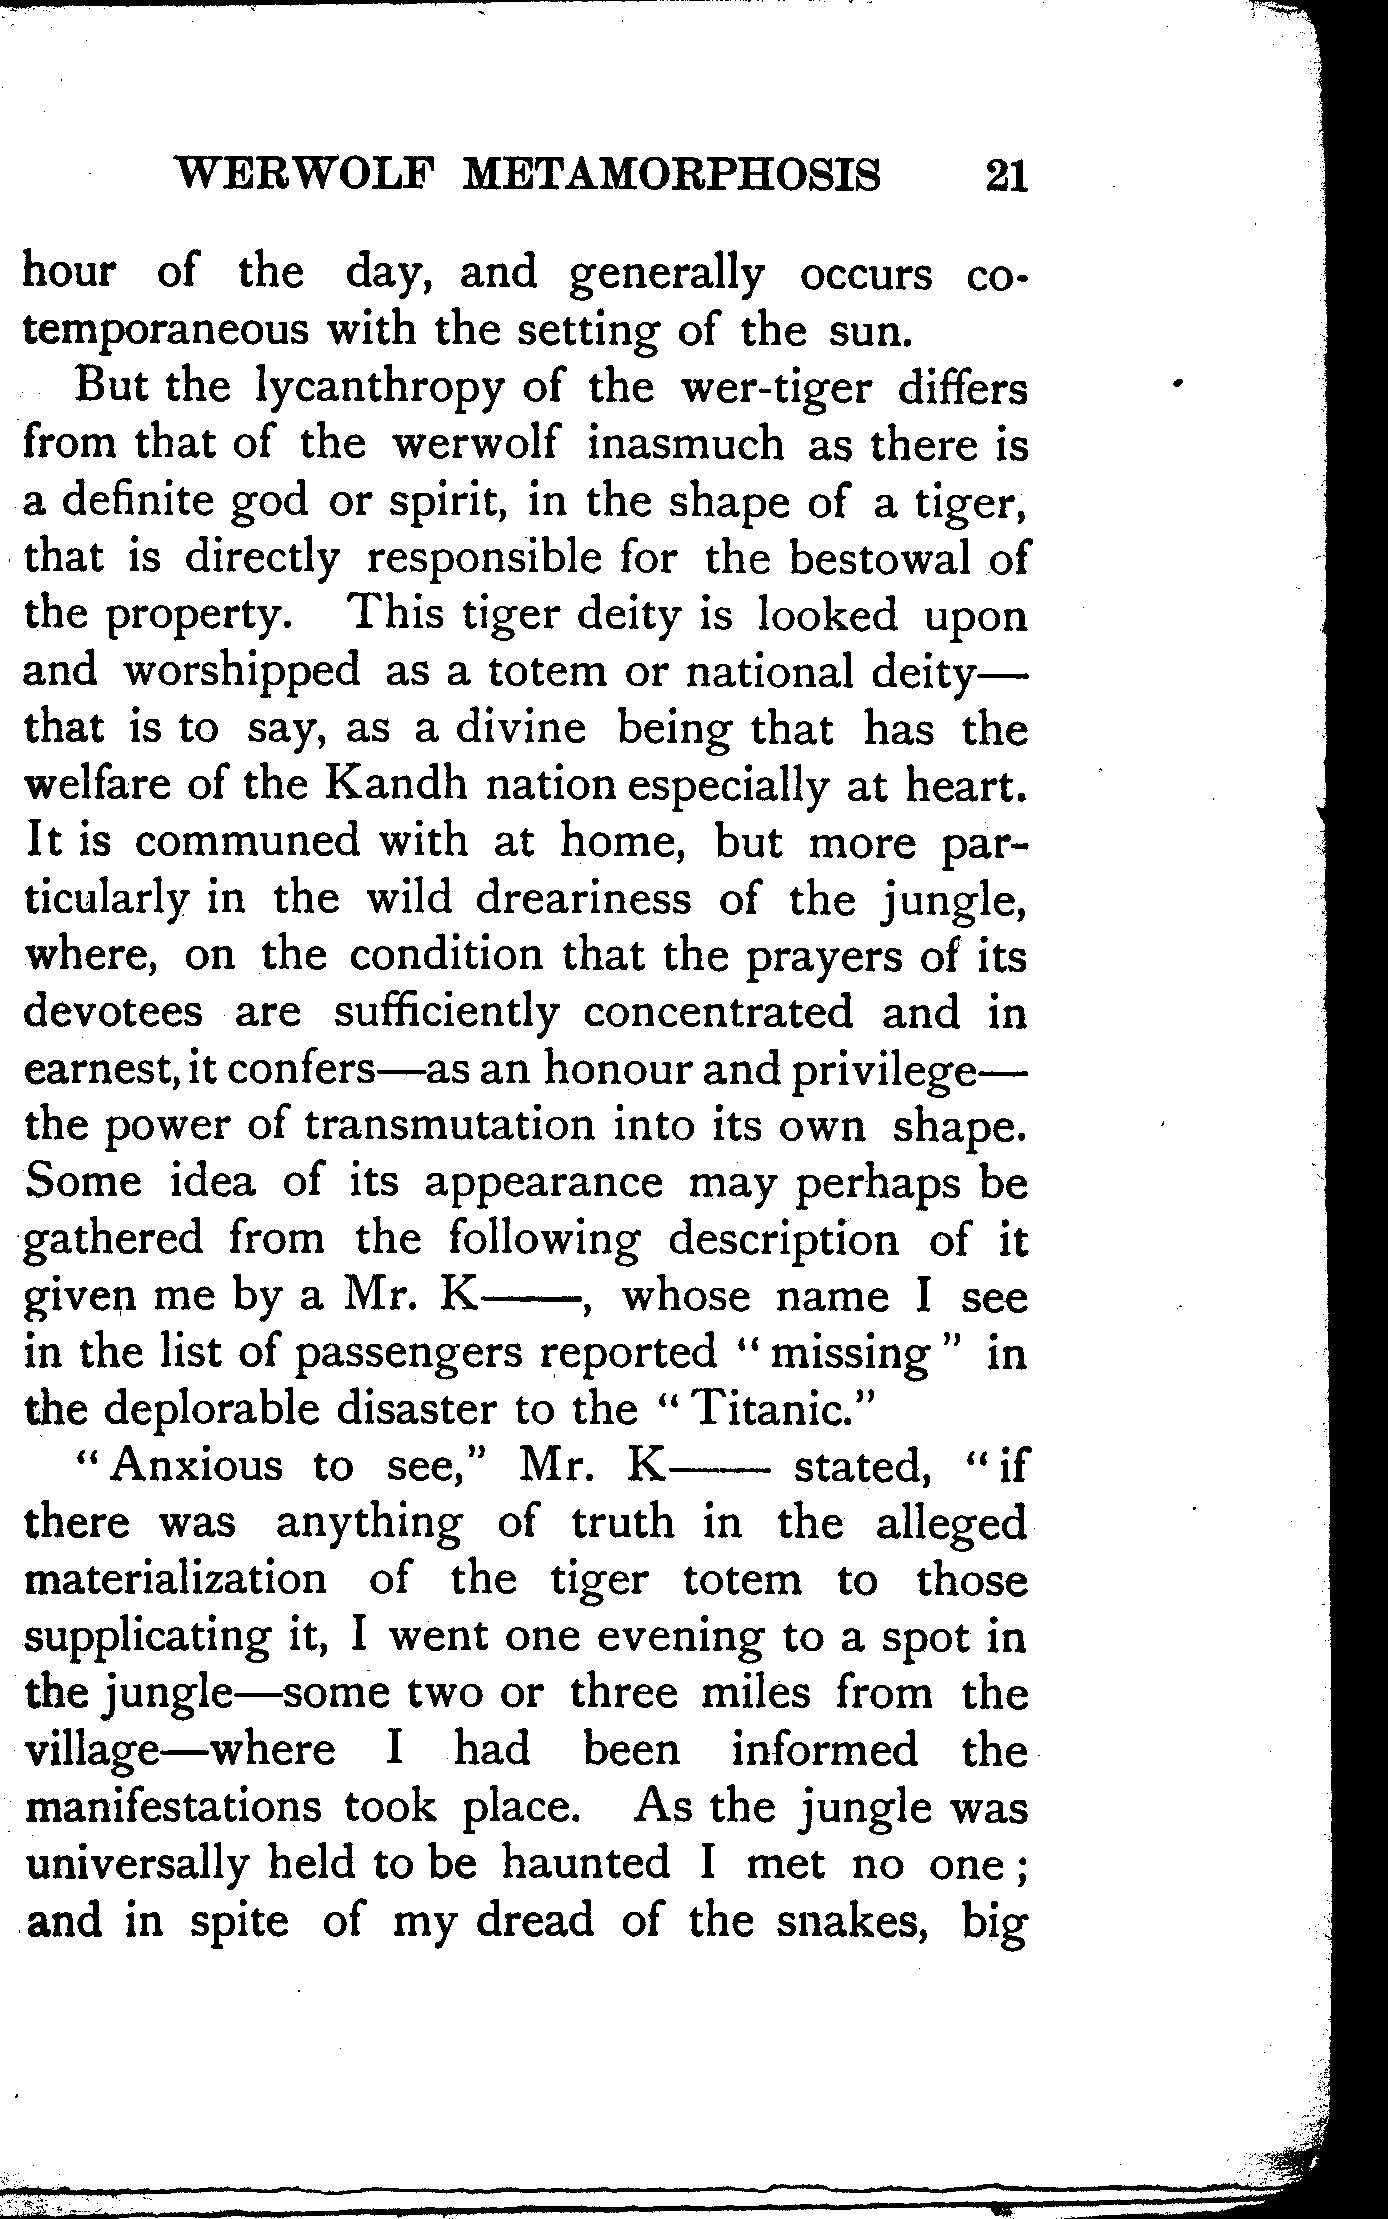 WERWOLF METAMORPHOSIS 21
hour of the day, and generally occurs co-
temporaneous with the setting of the sun.
But the lycanthropy of the wer-tiger differs
from that of the werwolf inasmuch as there is
a definite god or spirit, in the shape of a tiger,
that is directly responsible for the bestowal of
the property. This tiger deity is looked upon
and worshipped as a totem or national deity—
that is to say, as a divine being that has the
welfare of the Kandh nation especially at heart.
It is communed with at home, but more par-
ticularly in the wild dreariness of the jungle,
where, on the condition that the prayers of its
devotees are sufficiently concentrated and in
earnest, it confers—as an honour and privilege—
the power of transmutation into its own shape.
Some idea of its appearance may perhaps be
gathered from the following description of it
given me by a Mr. K——, whose name I see
in the list of passengers reported “ missing ” in
the deplorable disaster to the “ Titanic.”
“ Anxious to see,” Mr. K—— stated, “ if
there was anything of truth in the alleged
materialization of the tiger totem to those
supplicating it, I went one evening to a spot in
the jungle—some two or three miles from the
village—where I had been informed the
manifestations took place. As the jungle was
universally held to be haunted I met no one ;
and in spite of my dread of the snakes, big